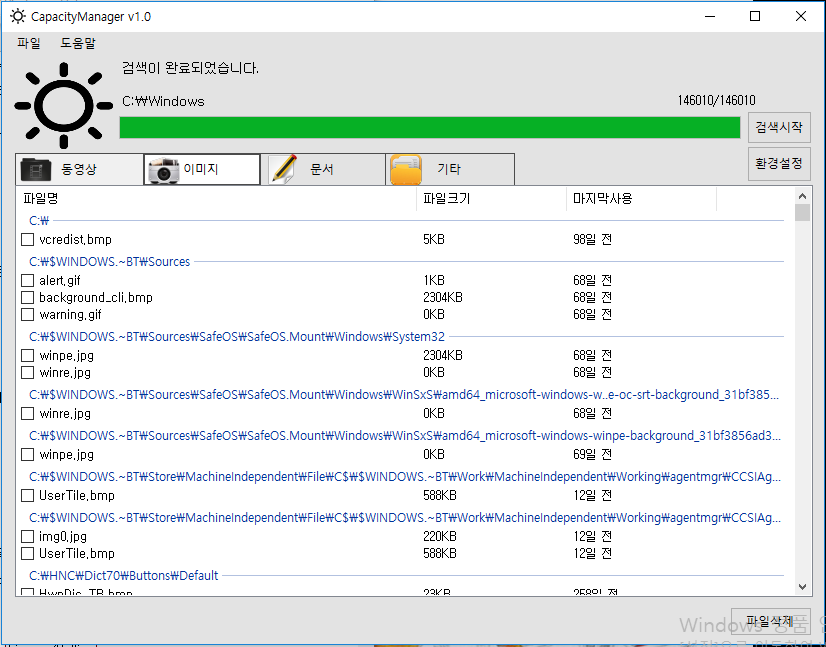 CapacityManager v1.0
파일 도움말
검색이 완료되었습니다.
C:₩Windows 146010/146010
검색시작
환경설정
동영상 이미지 문서 기타
파일명 파일크기 마지막사용
C:₩
vcredist.bmp 5KB 98일 전
C:₩$WINDOWS.~BT₩Sources
alert.gif 1KB 68일 전
background_cli.bmp 2304KB 68일 전
warning.gif 0KB 68일 전
C:₩$WINDOWS.~BT₩Sources₩SafeOS₩SafeOS.Mount₩Windows₩System32
winpe.jpg 2304KB 68일 전
winre.jpg 0KB 68일 전
C:₩$WINDOWS.~BT₩Sources₩SafeOS₩SafeOS.Mount₩Windows₩WinSxS₩amd64_microsoft-windows-w..e-oc-srt-background_31bf385...
winre.jpg 0KB 68일 전
C:₩$WINDOWS.~BT₩Sources₩SafeOS₩SafeOS.Mount₩Windows₩WinSxS₩amd64_microsoft-windows-winpe-background_31bf3856ad3...
winpe.jpg 0KB 69일 전
C:₩$WINDOWS.~BT₩Store₩MachineIndependent₩File₩C$₩$WINDOWS.~BT₩Work₩MachineIndependent₩Working₩agentmgr₩CCSIAg...
UserTile.bmp 588KB 12일 전
C:₩$WINDOWS.~BT₩Store₩MachineIndependent₩File₩C$₩$WINDOWS.~BT₩Work₩MachineIndependent₩Working₩agentmgr₩CCSIAg...
img0.jpg 220KB 12일 전
UserTile.bmp 588KB 12일 전
C:₩HNC₩Dict70₩Buttons₩Default
HwpDic_TB.bmp 23KB 258일 전
Windows 정품
파일삭제